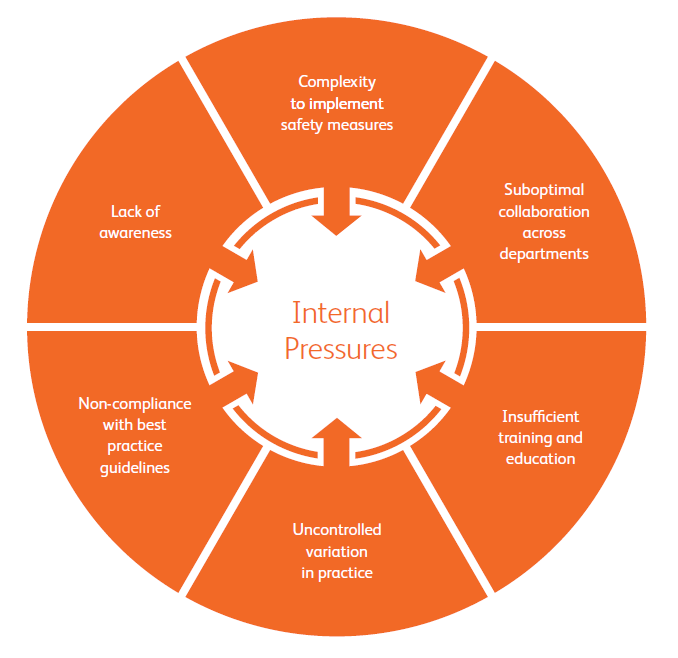 Complexity
to implement
safety measures
Suboptimal
collaboration
across
departments
Insufficient
training and
education
Uncontrolled
variation
in practice
Non-compliance
with best
practice
guidelines
Lack of
awareness
Internal
Pressures